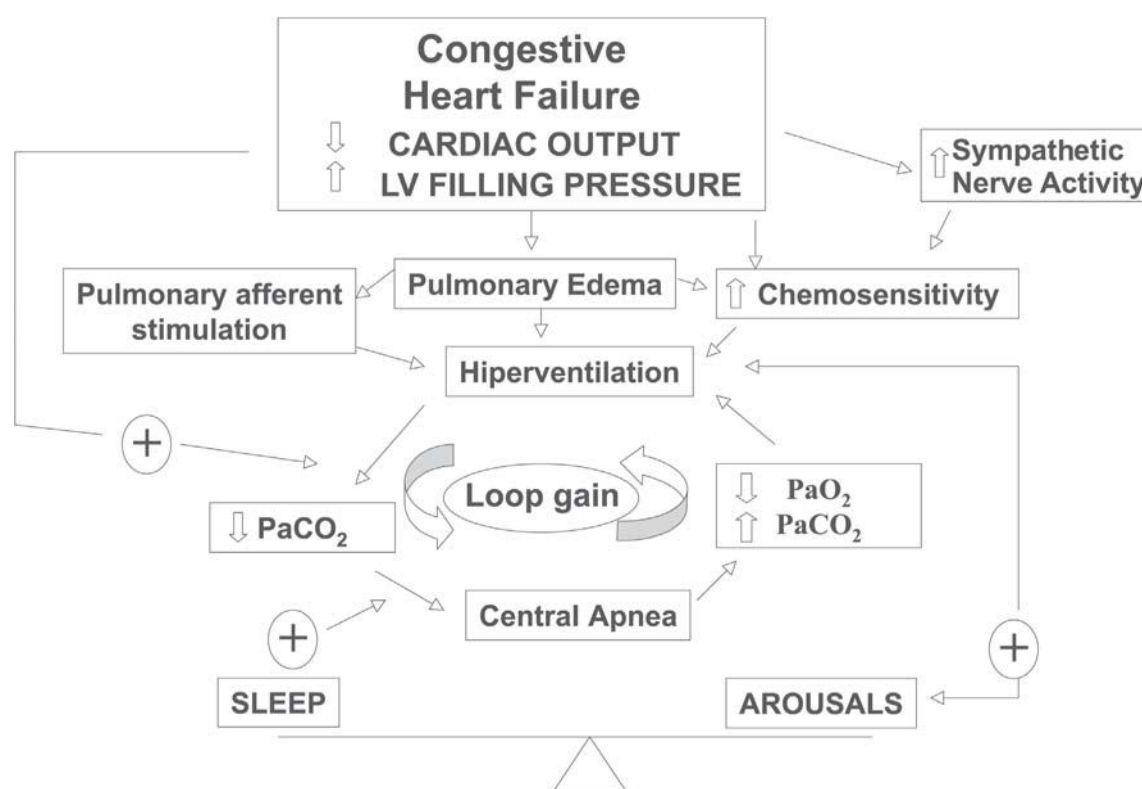 Congestive
Heart Failure
⇩ CARDIAC OUTPUT
⇧ LV FILLING PRESSURE
⇧ Sympathetic
Nerve Activity
Pulmonary afferent
stimulation
Pulmonary Edema
⇧ Chemosensitivity
Hiperventilation
+
Loop gain
⇩ PaCO₂
⇩ PaO₂
⇧ PaCO₂
Central Apnea
+
+
SLEEP
AROUSALS